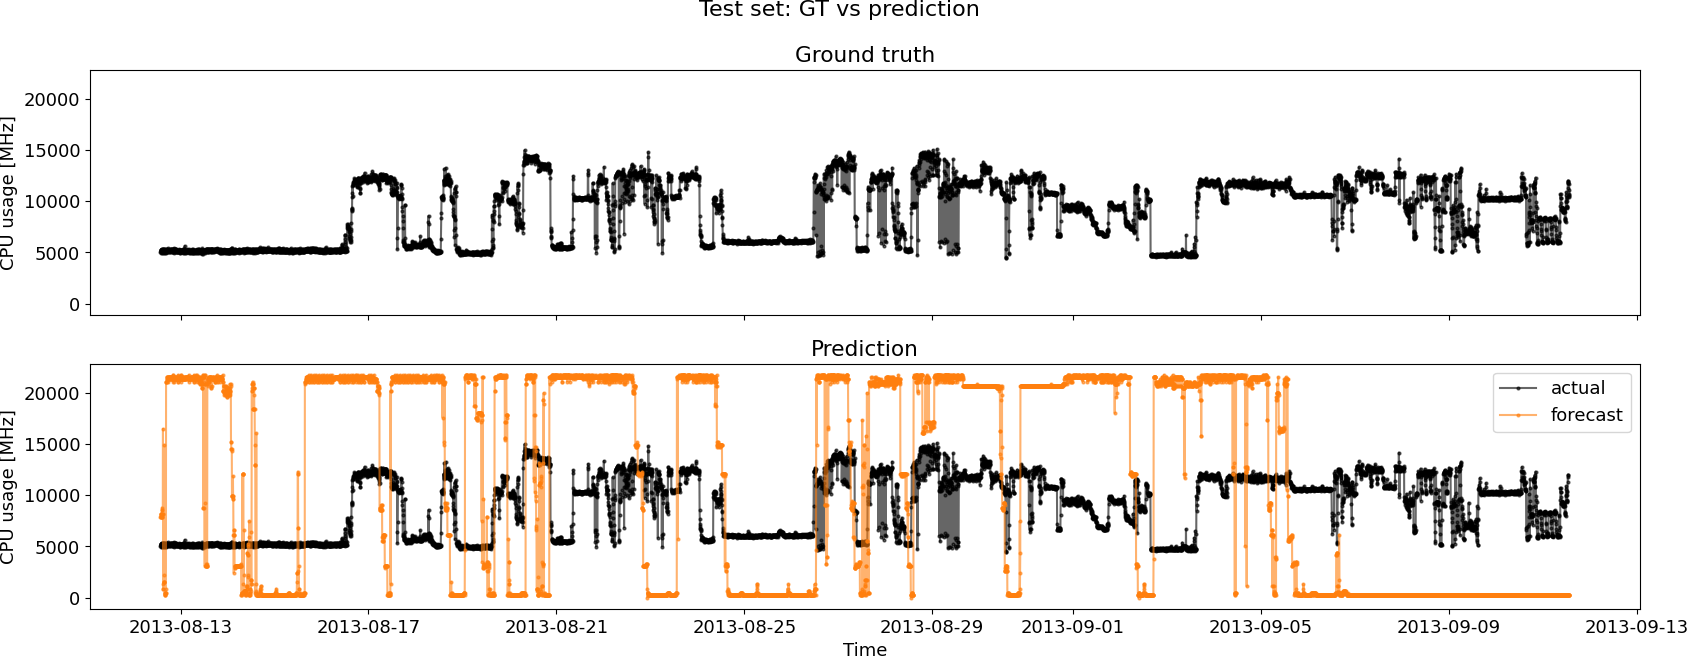 Test set: GT vs prediction
Ground truth
CPU usage [MHz]
20000
15000
10000
5000
0
Prediction
CPU usage [MHz]
20000
15000
10000
5000
0
actual
forecast
2013-08-13 2013-08-17 2013-08-21 2013-08-25 2013-08-29 2013-09-01 2013-09-05 2013-09-09 2013-09-13
Time